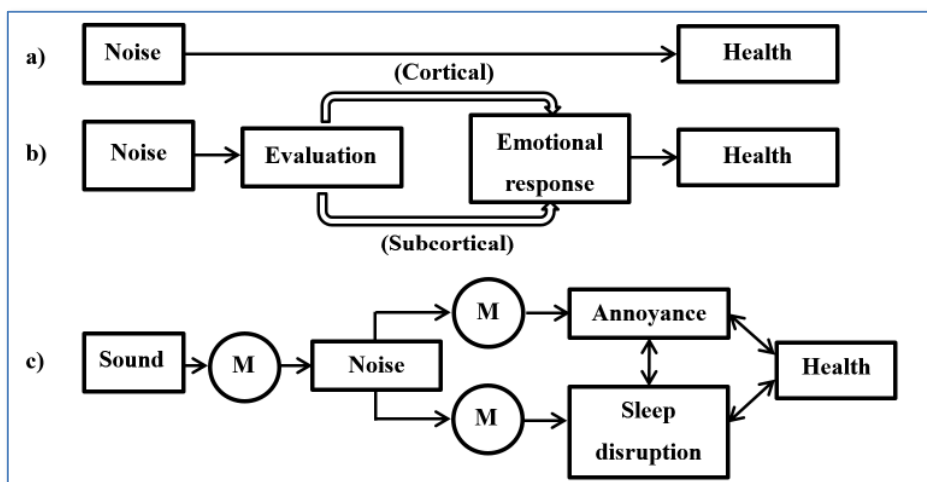 a) Noise Health
(Cortical)
b) Noise Evaluation Emotional response Health
(Subcortical)
c) Sound M Noise M Annoyance
M Sleep disruption Health